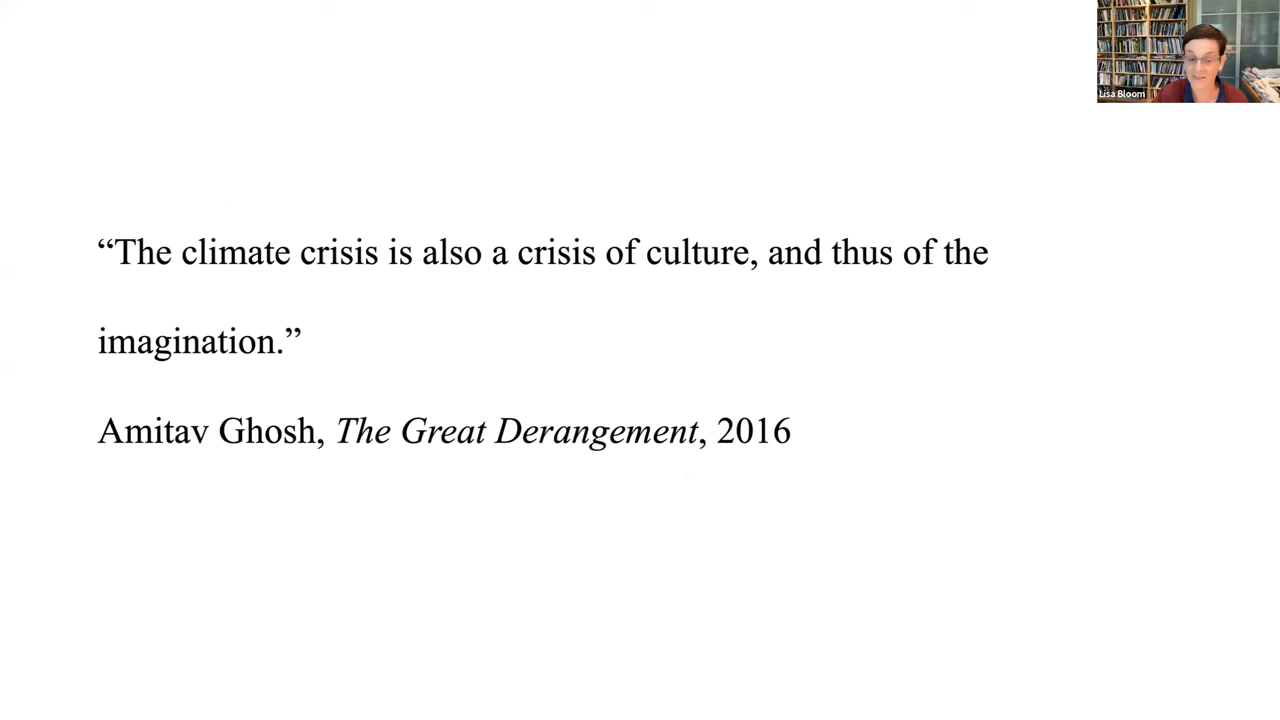 Lisa Bloom
“The climate crisis is also a crisis of culture, and thus of the
imagination.”
Amitav Ghosh, The Great Derangement, 2016